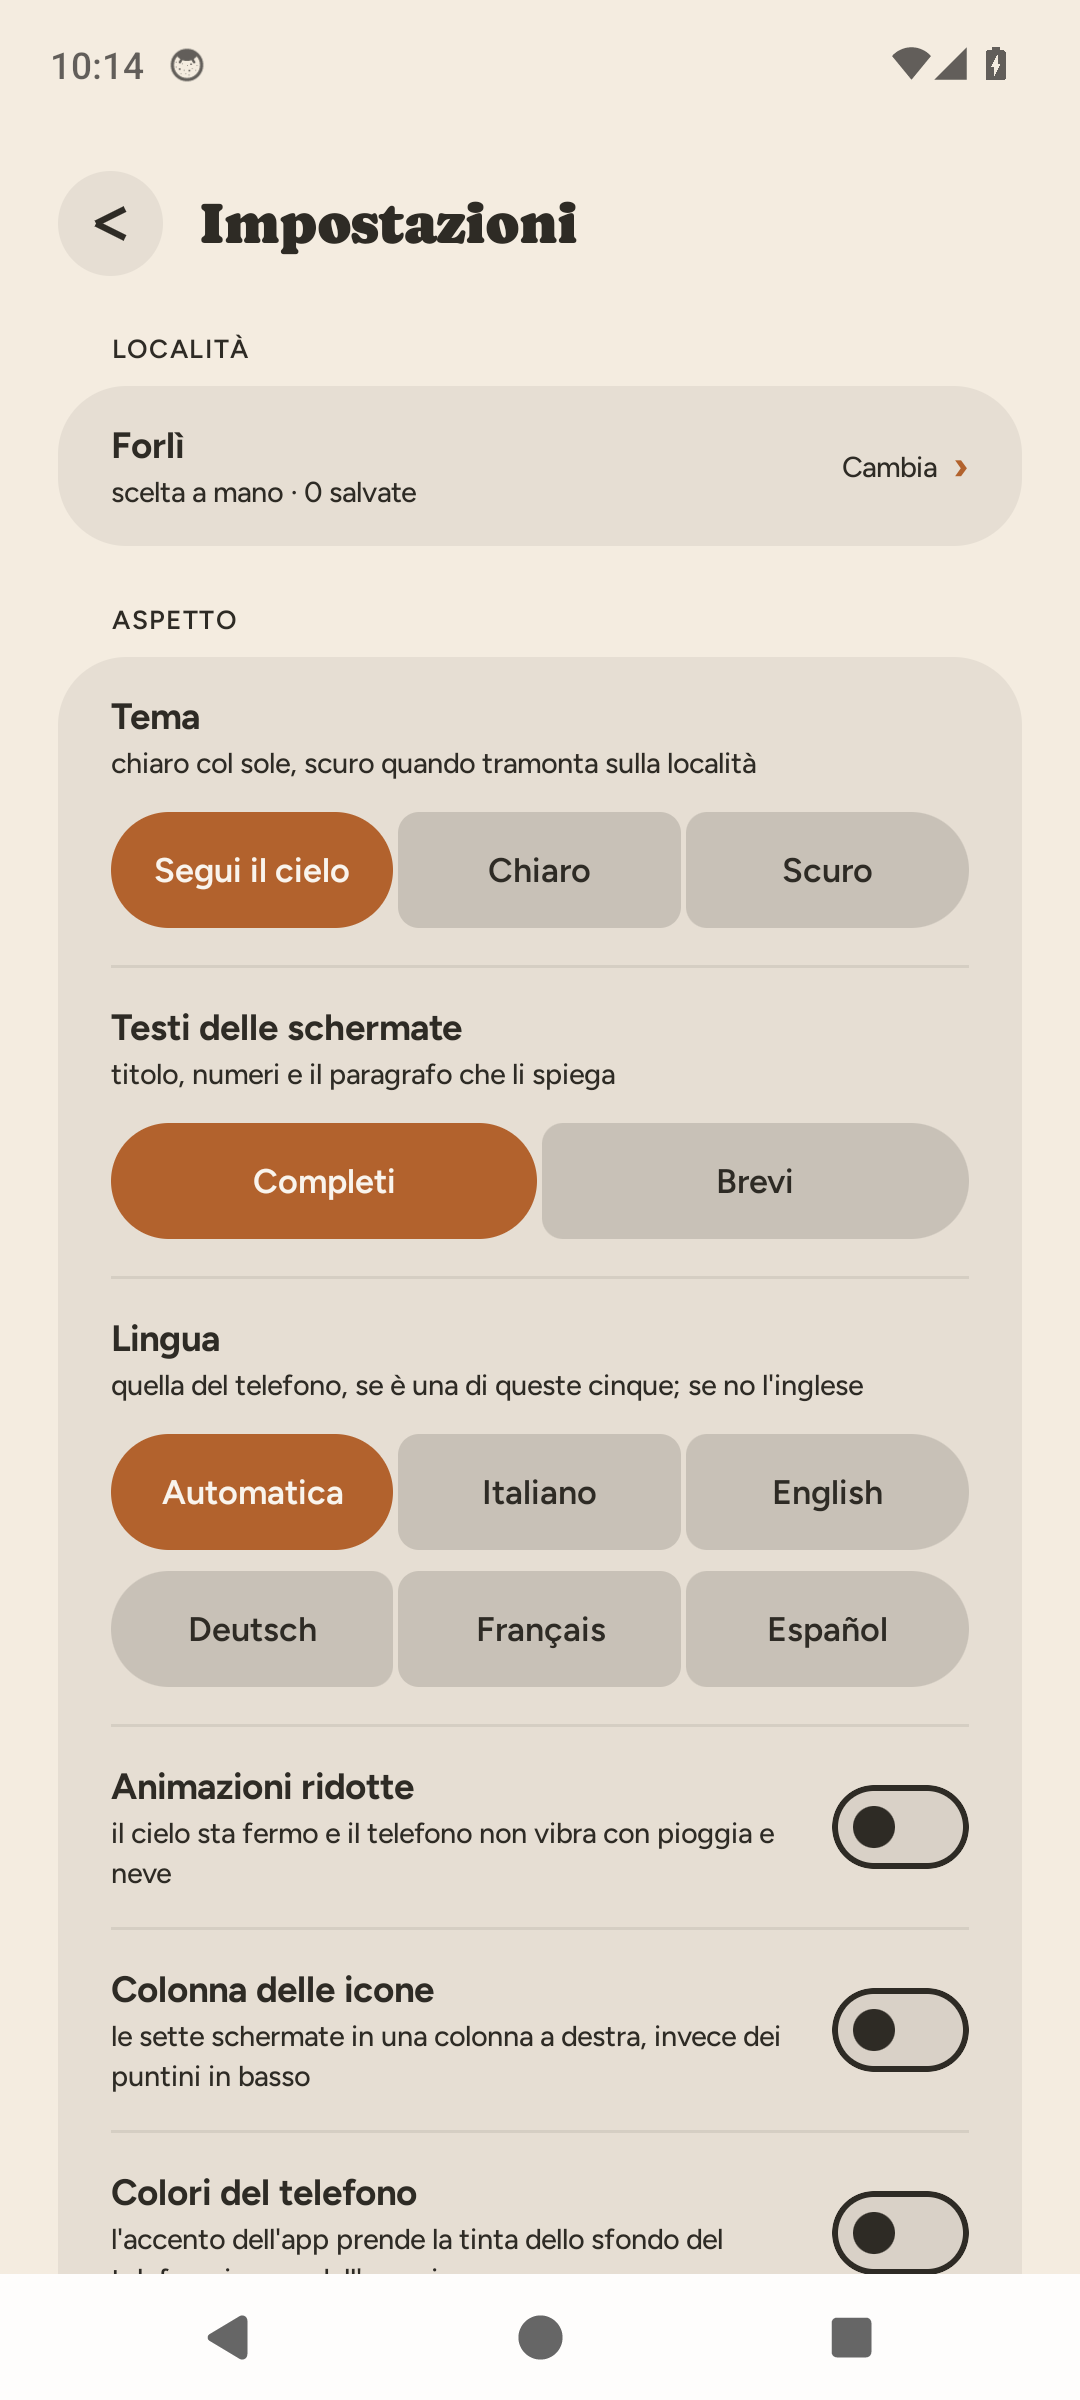 10:14
Impostazioni
LOCALITÀ
Forlì
scelta a mano · 0 salvate
Cambia ›
ASPETTO
Tema
chiaro col sole, scuro quando tramonta sulla località
Segui il cielo
Chiaro
Scuro
Testi delle schermate
titolo, numeri e il paragrafo che li spiega
Completi
Brevi
Lingua
quella del telefono, se è una di queste cinque; se no l'inglese
Automatica
Italiano
English
Deutsch
Français
Español
Animazioni ridotte
il cielo sta fermo e il telefono non vibra con pioggia e
neve
Colonna delle icone
le sette schermate in una colonna a destra, invece dei
puntini in basso
Colori del telefono
l'accento dell'app prende la tinta dello sfondo del